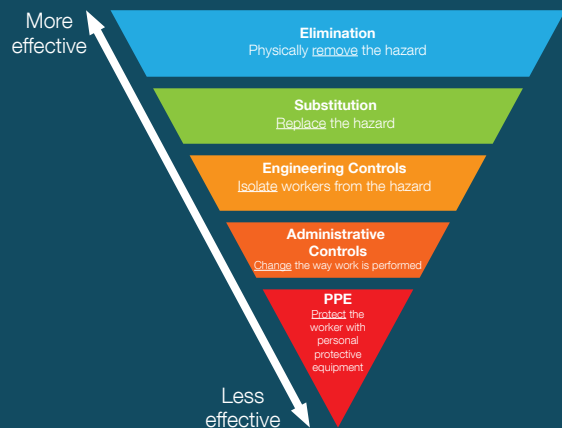 More
effective
Elimination
Physically remove the hazard
Substitution
Replace the hazard
Engineering Controls
Isolate workers from the hazard
Administrative
Controls
Change the way work is performed
PPE
Protect the
worker with
personal
protective
equipment
Less
effective